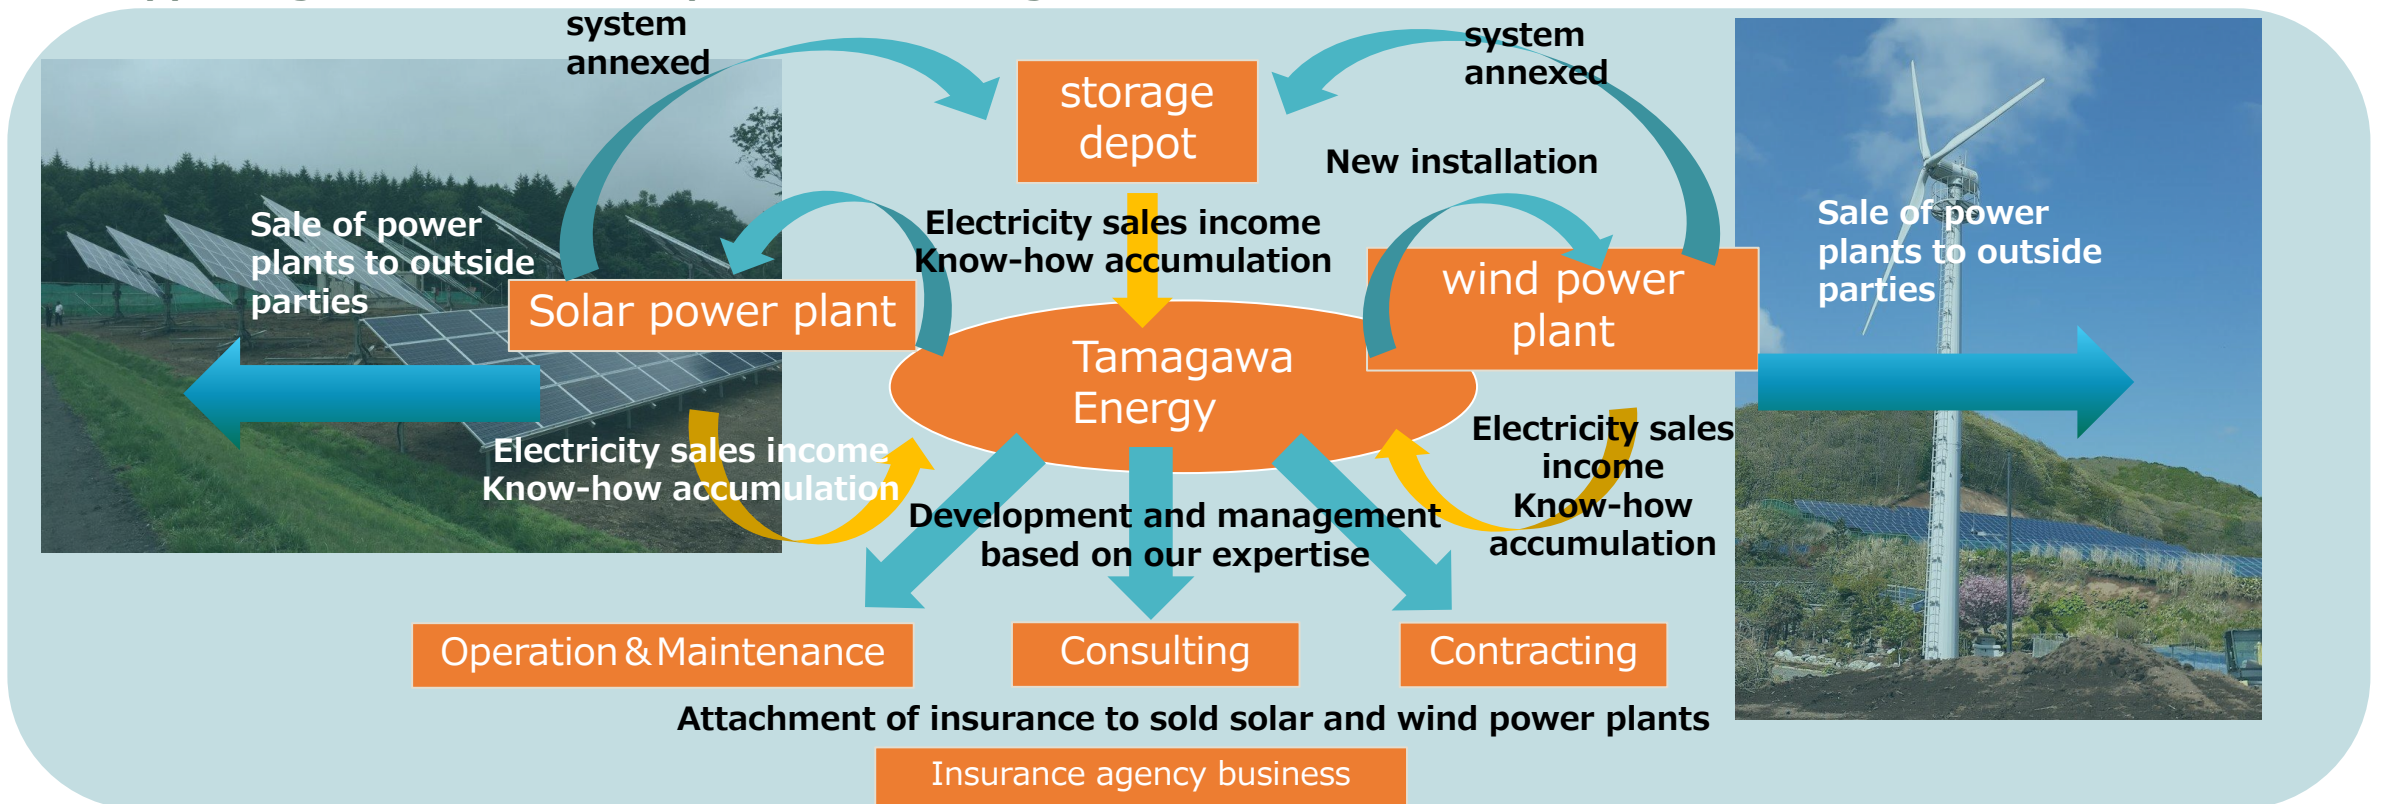 system
annexed
system
annexed
storage
depot
New installation
Sale of power
plants to outside
parties
Electricity sales income
Know-how accumulation
Sale of power
plants to outside
parties
Solar power plant
wind power
plant
Tamagawa
Energy
Electricity sales income
Know-how accumulation
Electricity sales
income
Know-how
accumulation
Development and management
based on our expertise
Operation&Maintenance
Consulting
Contracting
Attachment of insurance to sold solar and wind power plants
Insurance agency business